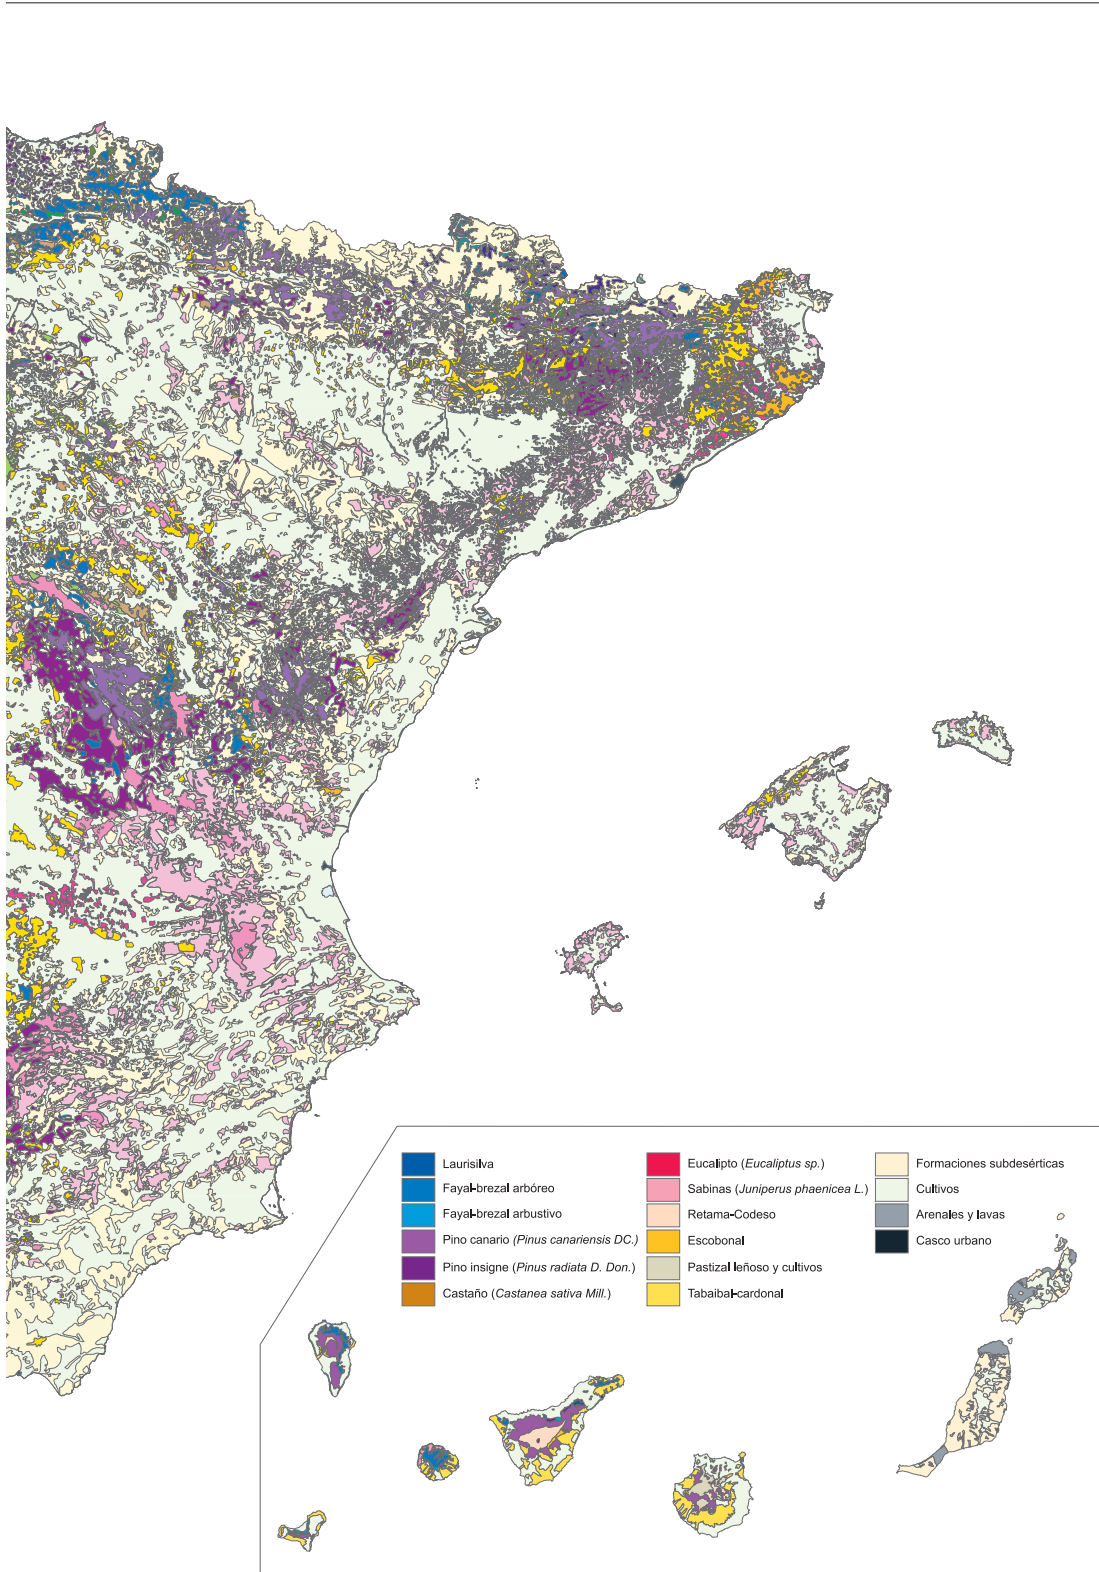 Laurisilva
Fayal-brezal arbóreo
Fayal-brezal arbustivo
Pino canario (Pinus canariensis DC.)
Pino insigne (Pinus radiata D. Don.)
Castaño (Castanea sativa Mill.)
Eucalipto (Eucaliptus sp.)
Sabinas (Juniperus phaenicea L.)
Retama-Codeso
Escobonal
Pastizal leñoso y cultivos
Tabaibal-cardonal
Formaciones subdesérticas
Cultivos
Arenales y lavas
Casco urbano